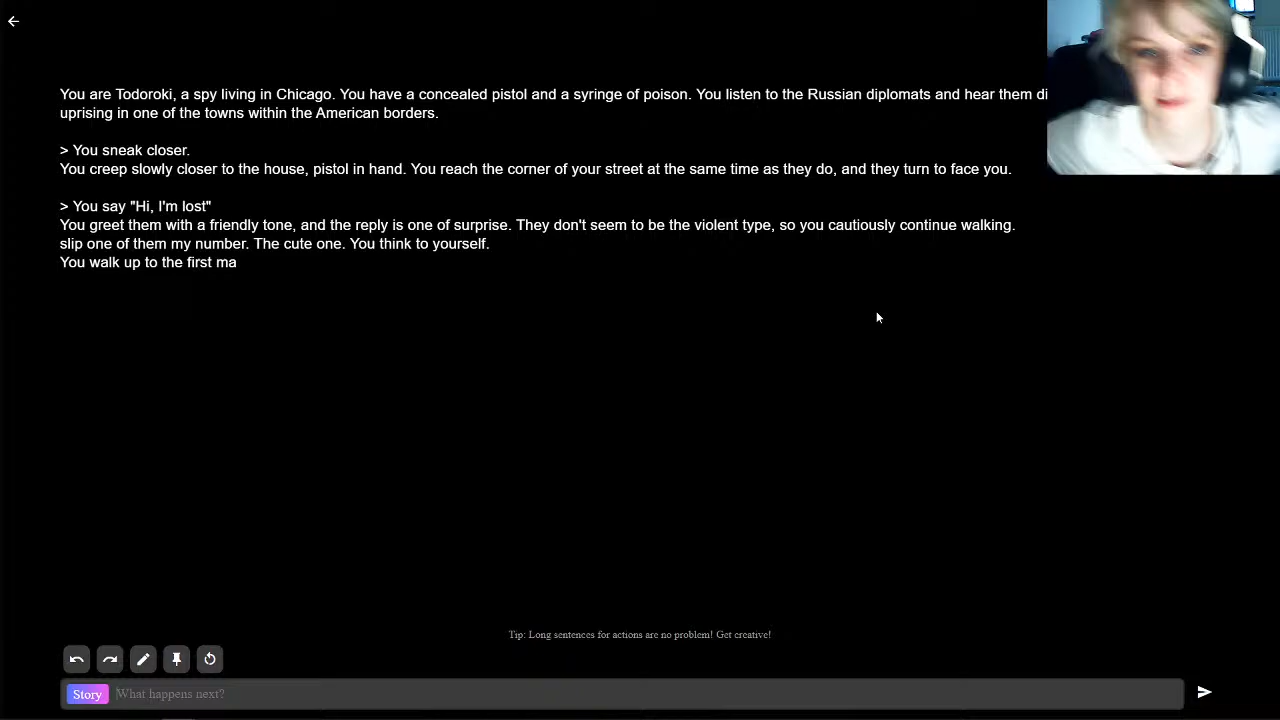 You are Todoroki, a spy living in Chicago. You have a concealed pistol and a syringe of poison. You listen to the Russian diplomats and hear them di
uprising in one of the towns within the American borders.
> You sneak closer.
You creep slowly closer to the house, pistol in hand. You reach the corner of your street at the same time as they do, and they turn to face you.
> You say "Hi, I'm lost"
You greet them with a friendly tone, and the reply is one of surprise. They don't seem to be the violent type, so you cautiously continue walking.
slip one of them my number. The cute one. You think to yourself.
You walk up to the first ma
Tip: Long sentences for actions are no problem! Get creative!
Story What happens next?